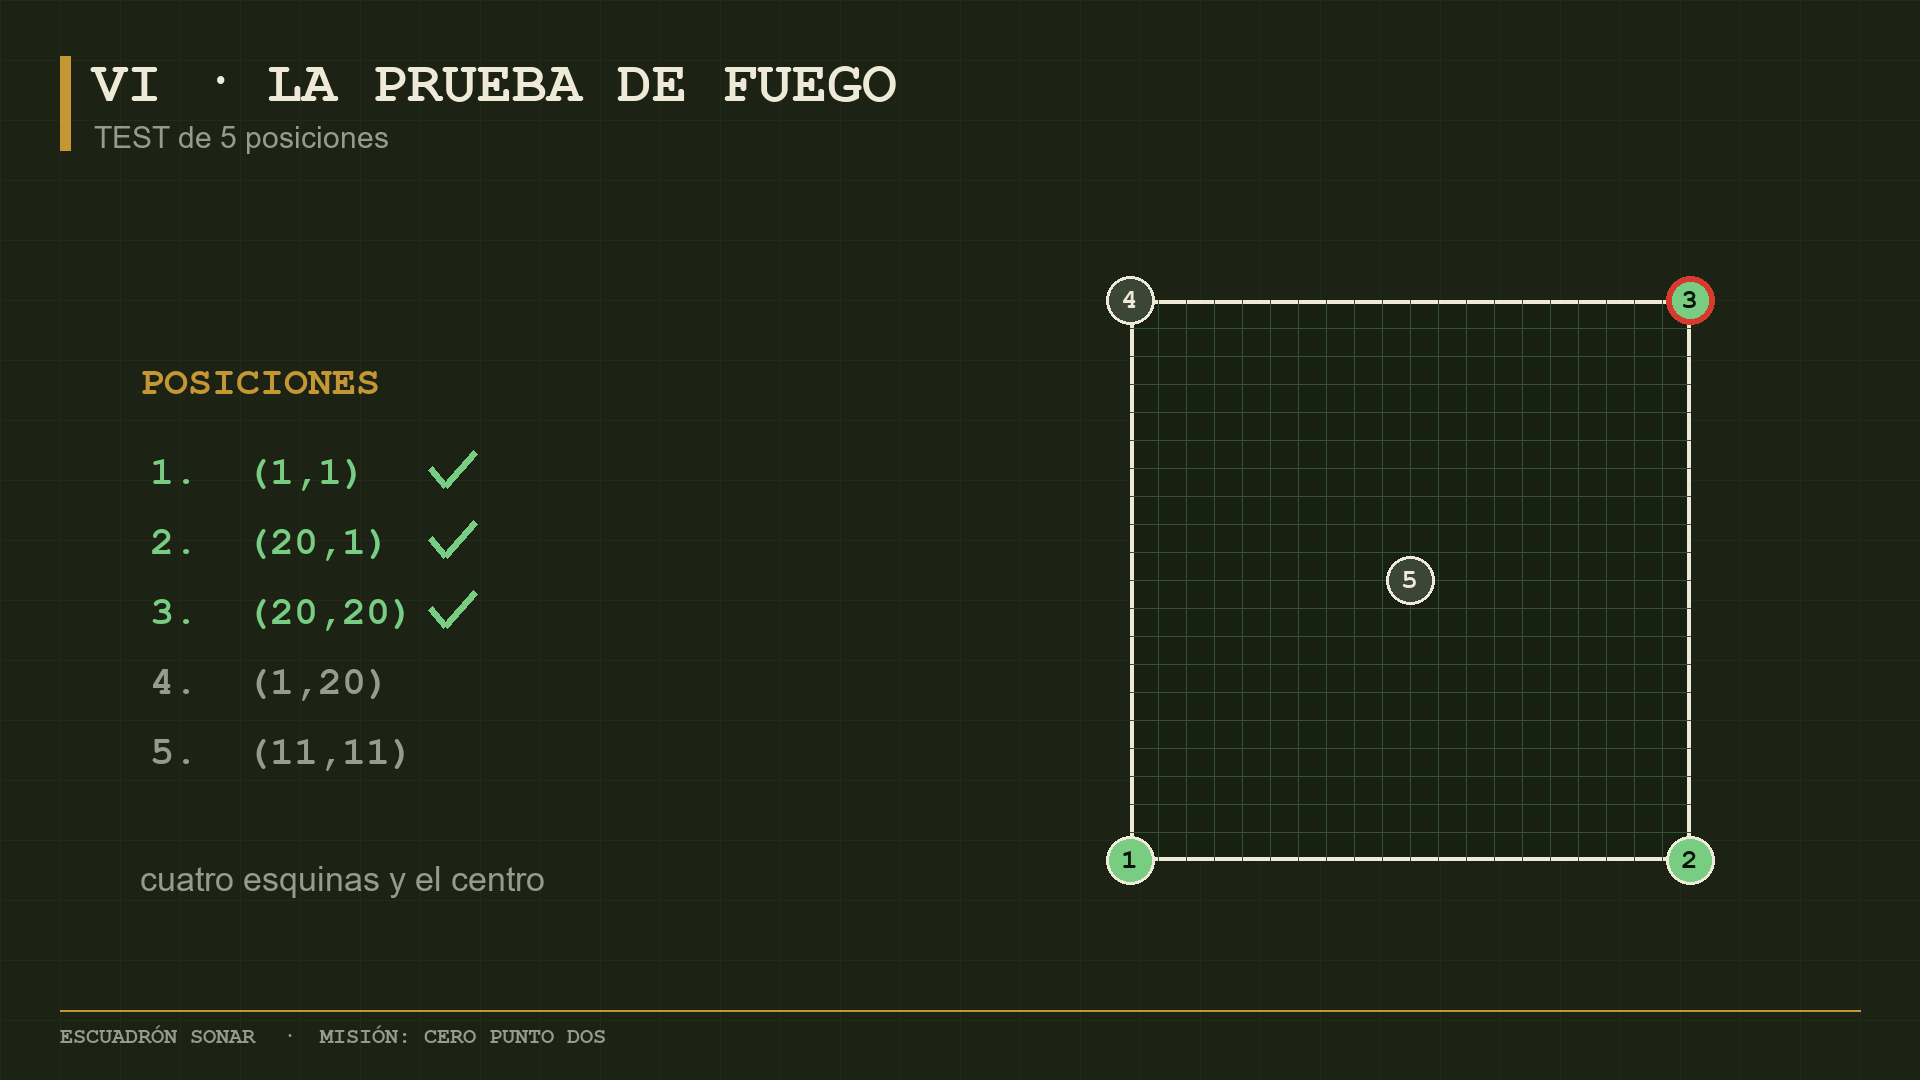 VI · LA PRUEBA DE FUEGO
TEST de 5 posiciones
POSICIONES
1. (1,1)
2. (20,1)
3. (20,20)
4. (1,20)
5. (11,11)
cuatro esquinas y el centro
4
3
5
1
2
ESCUADRÓN SONAR · MISIÓN: CERO PUNTO DOS